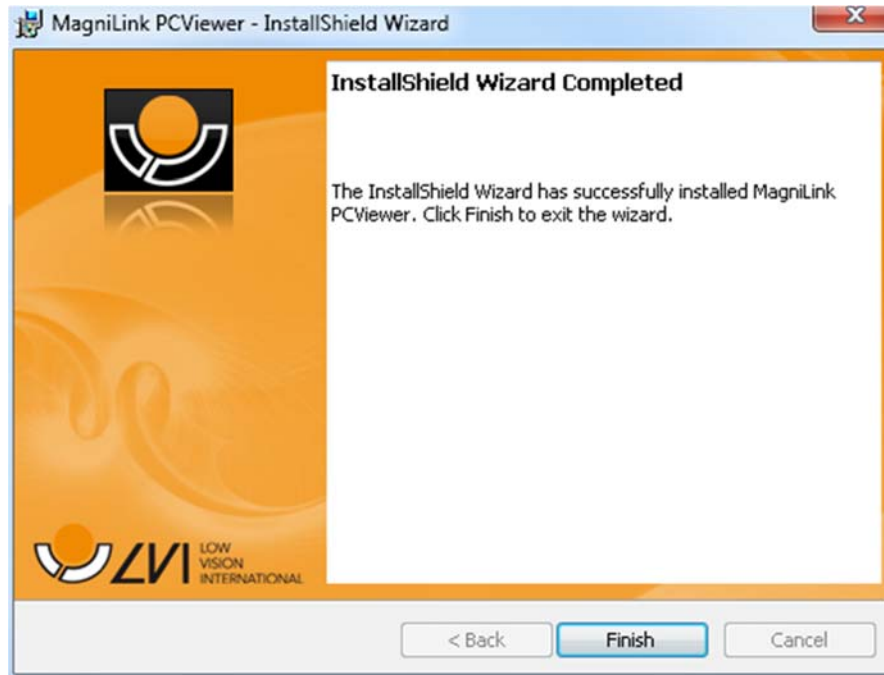 MagniLink PCViewer - InstallShield Wizard
InstallShield Wizard Completed
The InstallShield Wizard has successfully installed MagniLink
PCViewer. Click Finish to exit the wizard.
LVI
LOW
VISION
INTERNATIONAL
< Back
Finish
Cancel